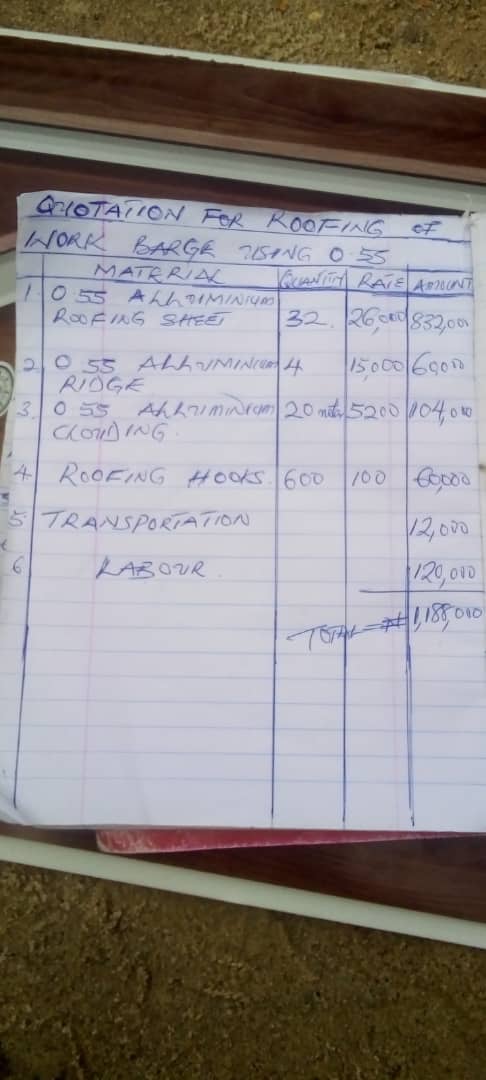 QUOTATION FOR ROOFING OF
WORK BARGE USING 0.55
MATERIAL QUANTITY RATE AMOUNT
1. 0.55 ALLUIMINIUM
ROOFING SHEET 32. 26,000 832,000
2 0.55 ALLUMINIUM 4 15,000 60,000
RIDGE
3. 0.55 ALLUIMINIUM 20 meter 5200 104,000
CLOUDING.
4 ROOFING HOOKS. 600 100 60,000
5. TRANSPORTATION 12,000
6 LABOUR. 120,000
TOTAL = ₦ 1,188,000